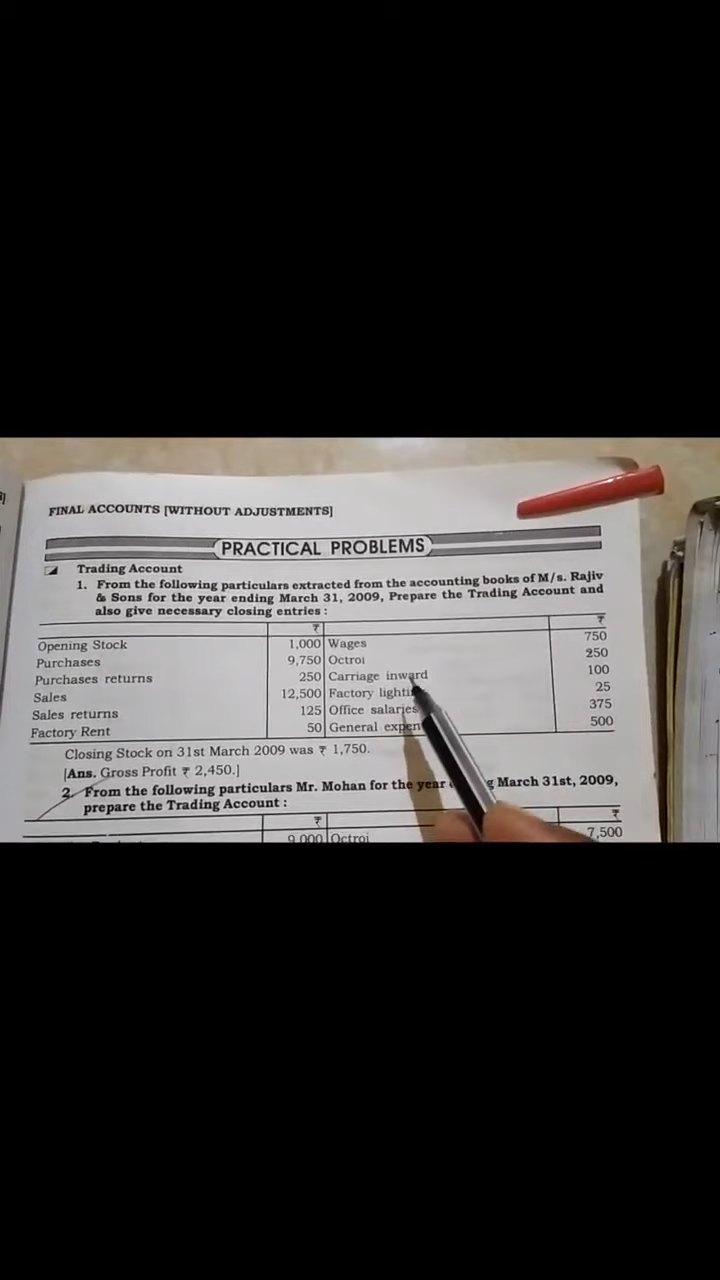 FINAL ACCOUNTS [WITHOUT ADJUSTMENTS]
PRACTICAL PROBLEMS
Trading Account
1. From the following particulars extracted from the accounting books of M/s. Rajiv
& Sons for the year ending March 31, 2009, Prepare the Trading Account and
also give necessary closing entries :
₹ ₹
Opening Stock 1,000 Wages 750
Purchases 9,750 Octroi 250
Purchases returns 250 Carriage inward 100
Sales 12,500 Factory 25
Sales returns 125 Office salaries 375
Factory Rent 50 General 500
Closing Stock on 31st March 2009 was ₹ 1,750.
[Ans. Gross Profit ₹ 2,450.]
2. From the following particulars Mr. Mohan for the year March 31st, 2009,
prepare the Trading Account :
₹ ₹
9,000 Octroi 7,500